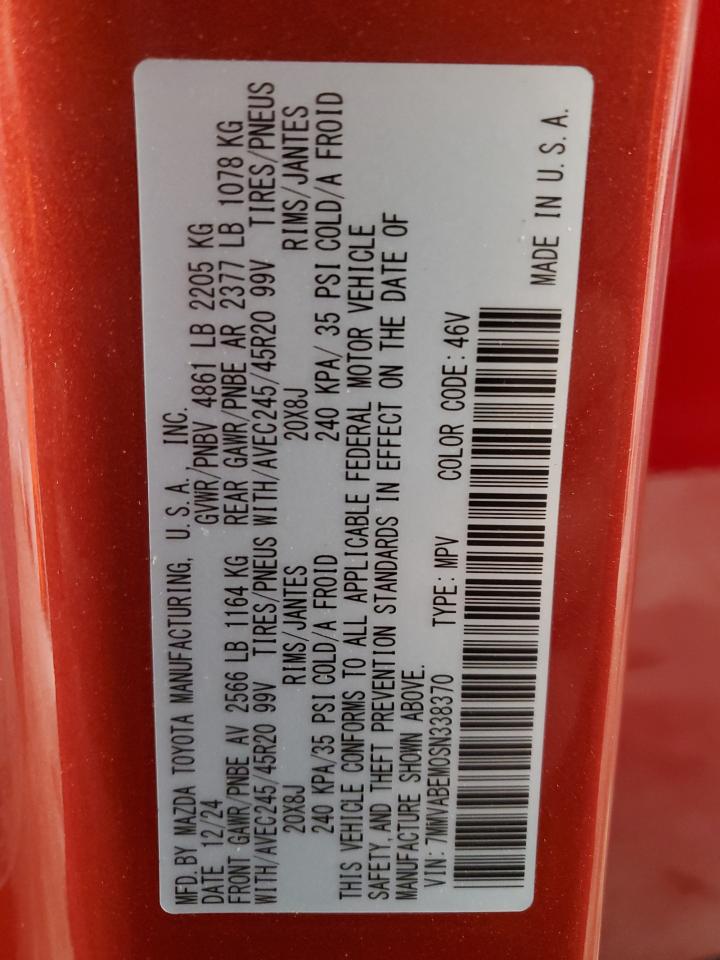 MFD. BY MAZDA TOYOTA MANUFACTURING, U.S.A. INC.
DATE 12/24 GVWR/PNBV 4861 LB 2205 KG
FRONT GAWR/PNBE AV 2566 LB 1164 KG REAR GAWR/PNBE AR 2377 LB 1078 KG
WITH/AVEC245/45R20 99V TIRES/PNEUS WITH/AVEC245/45R20 99V TIRES/PNEUS
20X8J RIMS/JANTES 20X8J RIMS/JANTES
240 KPA/35 PSI COLD/A FROID 240 KPA/ 35 PSI COLD/A FROID
THIS VEHICLE CONFORMS TO ALL APPLICABLE FEDERAL MOTOR VEHICLE
SAFETY AND THEFT PREVENTION STANDARDS IN EFFECT ON THE DATE OF
MANUFACTURE SHOWN ABOVE.
VIN: 7MMVABEM0SN338370 TYPE: MPV COLOR CODE: 46V
MADE IN U.S.A.